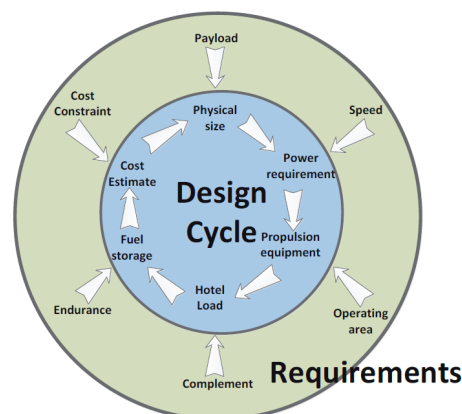 Payload
Cost
Constraint
Speed
Physical
size
Cost
Estimate
Power
requirement
Design
Cycle
Fuel
storage
Propulsion
equipment
Hotel
Load
Endurance
Operating
area
Complement
Requirements